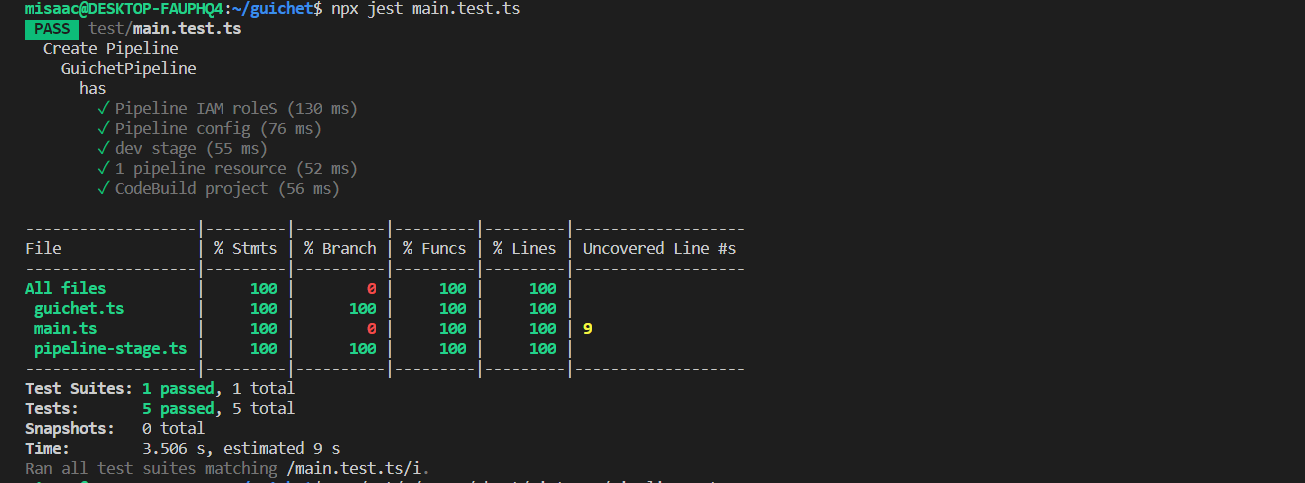 misaac@DESKTOP-FAUPHQ4:~/guichet$ npx jest main.test.ts
PASS test/main.test.ts
Create Pipeline
GuichetPipeline
has
✓ Pipeline IAM roleS (130 ms)
✓ Pipeline config (76 ms)
✓ dev stage (55 ms)
✓ 1 pipeline resource (52 ms)
✓ CodeBuild project (56 ms)
-------------------|---------|----------|---------|---------|-------------------
File | % Stmts | % Branch | % Funcs | % Lines | Uncovered Line #s
-------------------|---------|----------|---------|---------|-------------------
All files | 100 | 0 | 100 | 100 |
guichet.ts | 100 | 100 | 100 | 100 |
main.ts | 100 | 0 | 100 | 100 | 9
pipeline-stage.ts | 100 | 100 | 100 | 100 |
-------------------|---------|----------|---------|---------|-------------------
Test Suites: 1 passed, 1 total
Tests: 5 passed, 5 total
Snapshots: 0 total
Time: 3.506 s, estimated 9 s
Ran all test suites matching /main.test.ts/i.